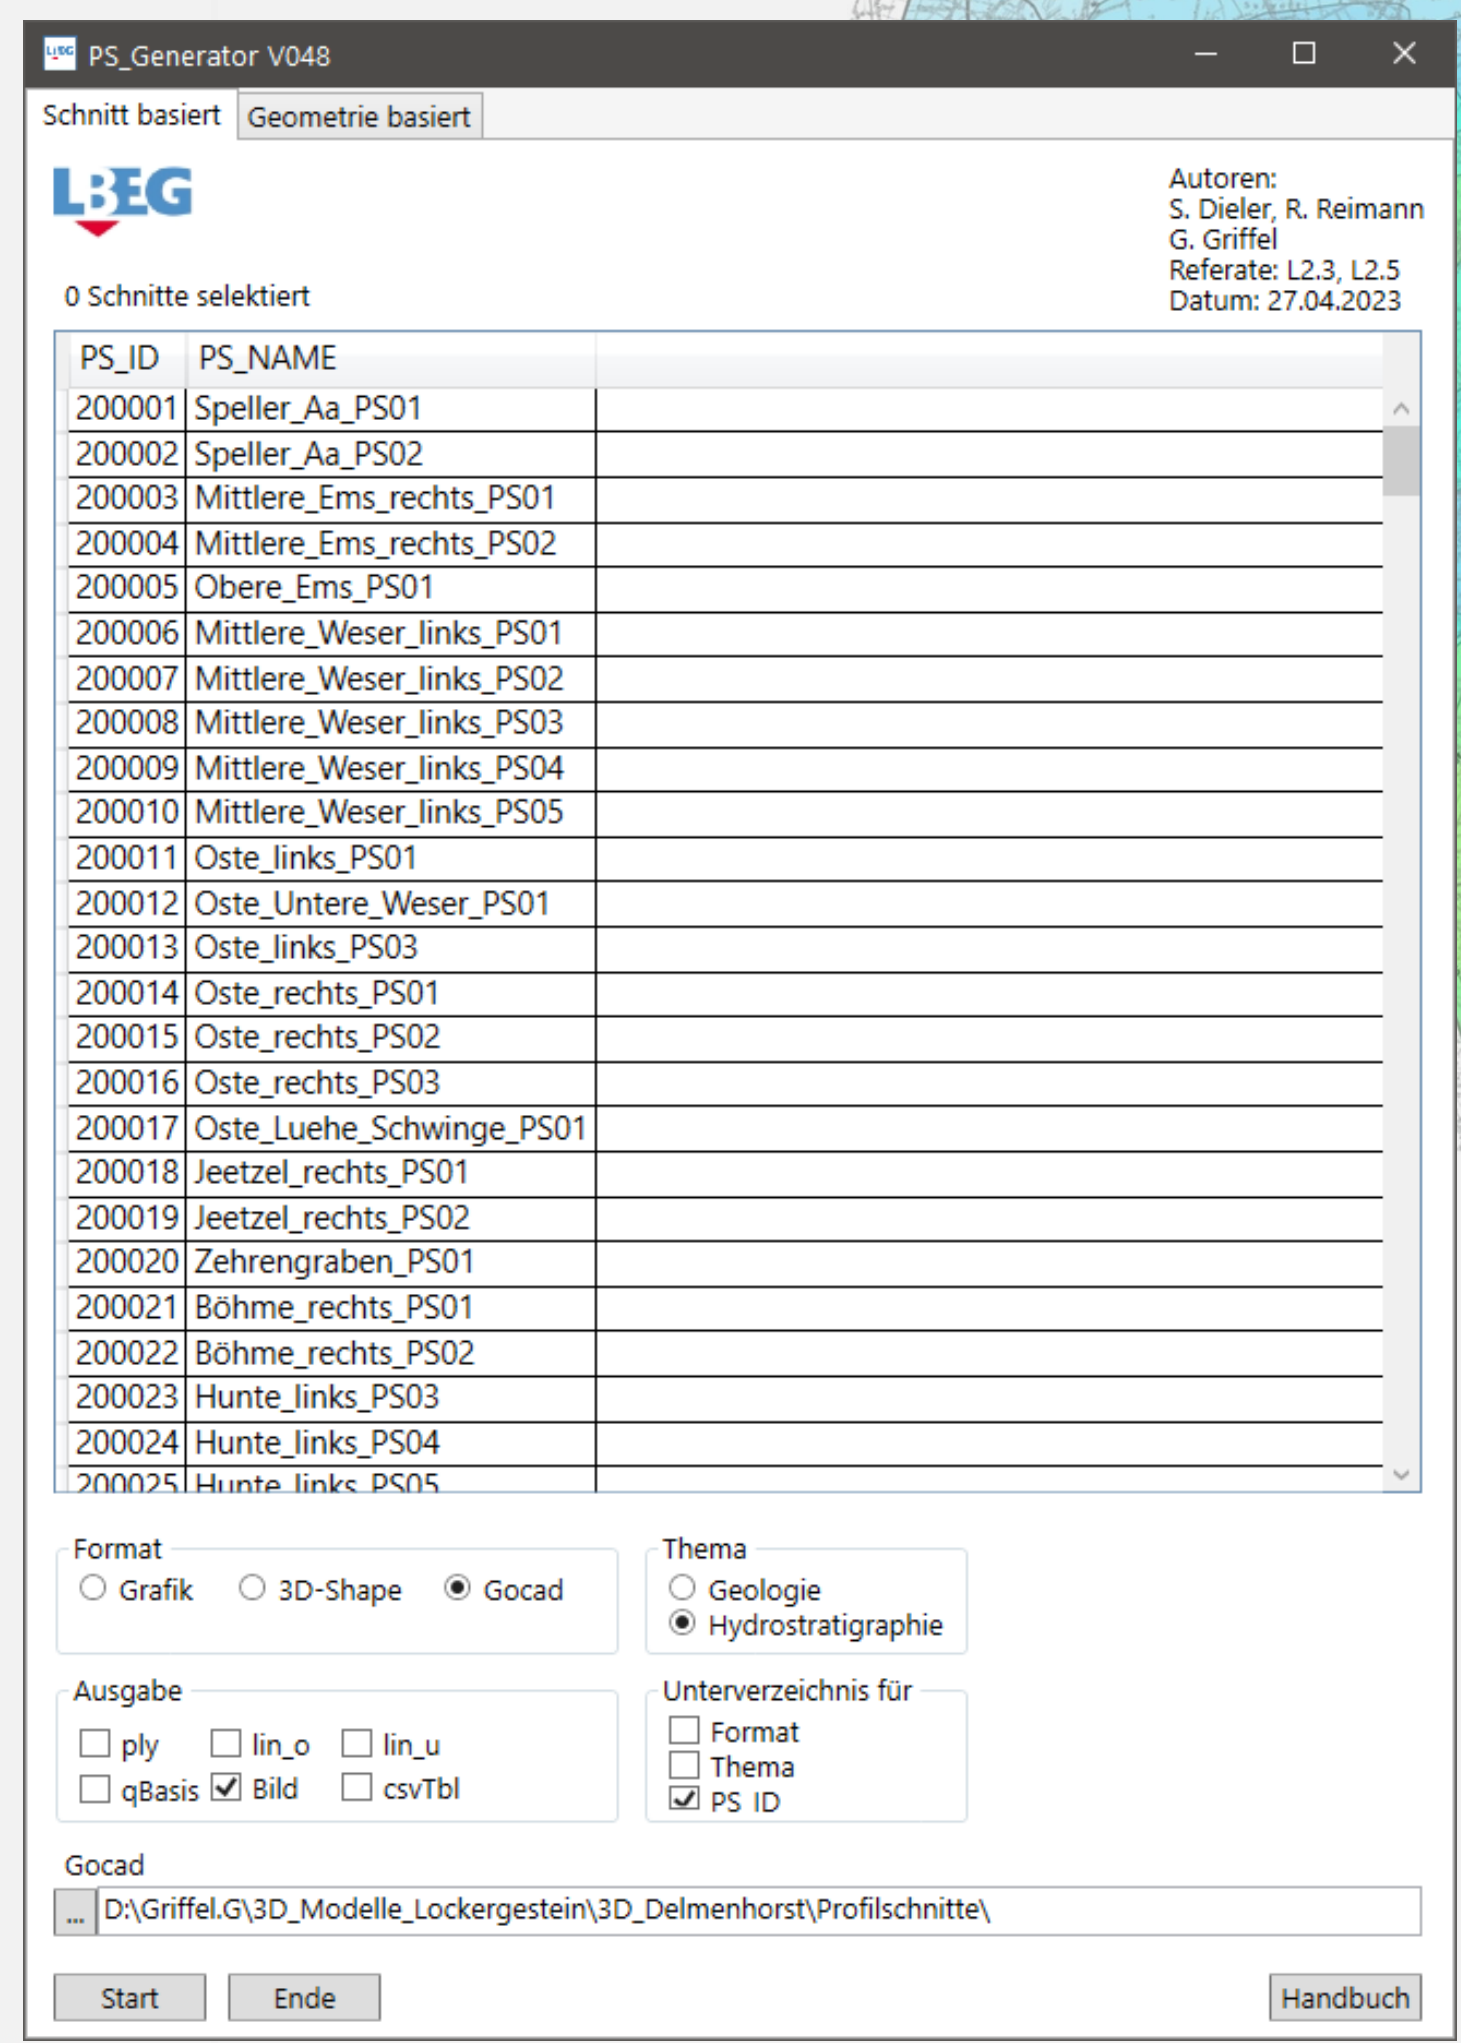 LBEG PS_Generator V048
Schnitt basiert Geometrie basiert
LBEG
Autoren:
S. Dieler, R. Reimann
G. Griffel
Referate: L2.3, L2.5
Datum: 27.04.2023
0 Schnitte selektiert
PS_ID PS_NAME
200001 Speller_Aa_PS01
200002 Speller_Aa_PS02
200003 Mittlere_Ems_rechts_PS01
200004 Mittlere_Ems_rechts_PS02
200005 Obere_Ems_PS01
200006 Mittlere_Weser_links_PS01
200007 Mittlere_Weser_links_PS02
200008 Mittlere_Weser_links_PS03
200009 Mittlere_Weser_links_PS04
200010 Mittlere_Weser_links_PS05
200011 Oste_links_PS01
200012 Oste_Untere_Weser_PS01
200013 Oste_links_PS03
200014 Oste_rechts_PS01
200015 Oste_rechts_PS02
200016 Oste_rechts_PS03
200017 Oste_Luehe_Schwinge_PS01
200018 Jeetzel_rechts_PS01
200019 Jeetzel_rechts_PS02
200020 Zehrengraben_PS01
200021 Böhme_rechts_PS01
200022 Böhme_rechts_PS02
200023 Hunte_links_PS03
200024 Hunte_links_PS04
200025 Hunte_links_PS05
Format
Grafik 3D-Shape Gocad
Thema
Geologie
Hydrostratigraphie
Ausgabe
ply lin_o lin_u
qBasis Bild csvTbl
Unterverzeichnis für
Format
Thema
PS_ID
Gocad
... D:\Griffel.G\3D_Modelle_Lockergestein\3D_Delmenhorst\Profilschnitte\
Start Ende Handbuch